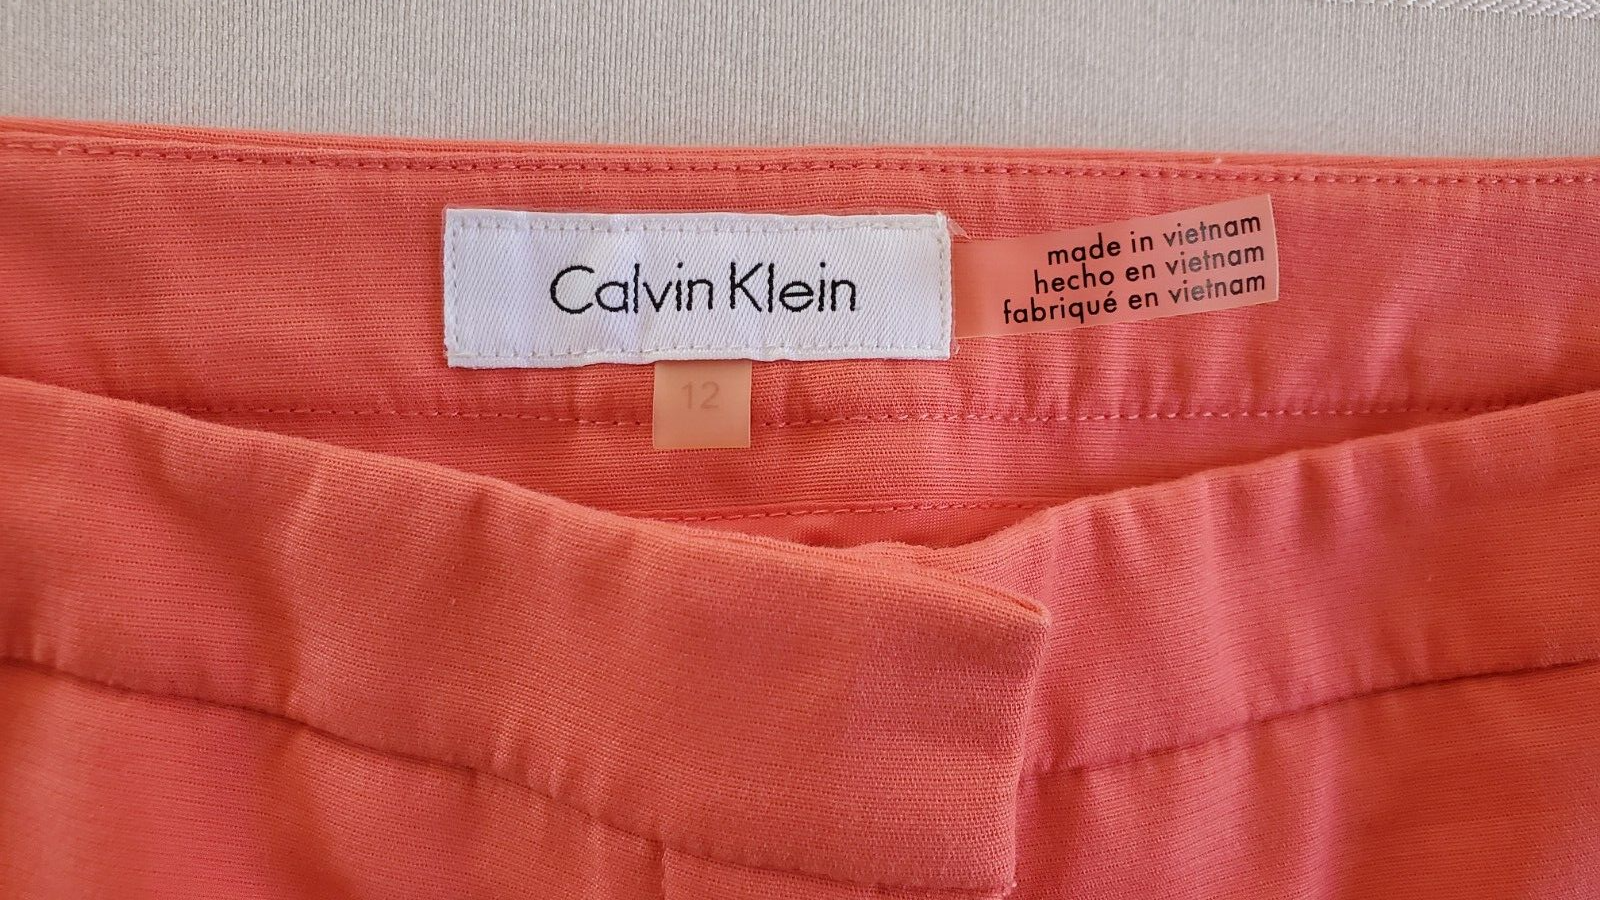 Calvin Klein
made in vietnam
hecho en vietnam
fabriqué en vietnam
12